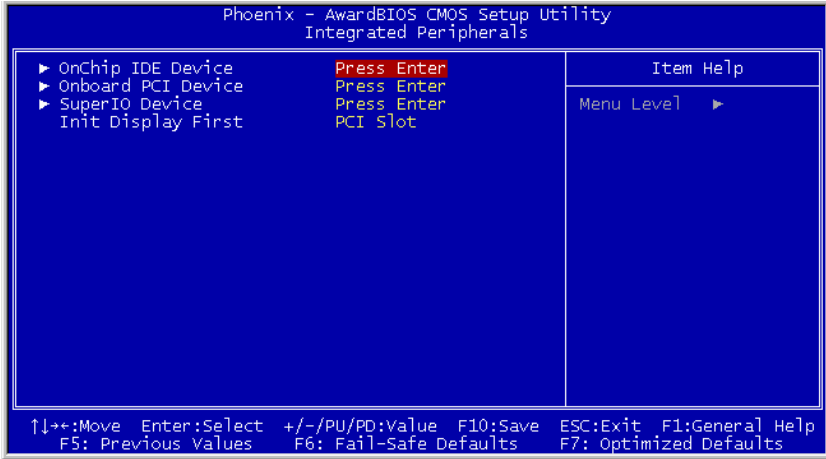 Phoenix - AwardBIOS CMOS Setup Utility
Integrated Peripherals
► OnChip IDE Device Press Enter
► Onboard PCI Device Press Enter
► SuperIO Device Press Enter
Init Display First PCI Slot
Item Help
Menu Level ►
↑↓→←:Move Enter:Select +/-/PU/PD:Value F10:Save ESC:Exit F1:General Help
F5: Previous Values F6: Fail-Safe Defaults F7: Optimized Defaults